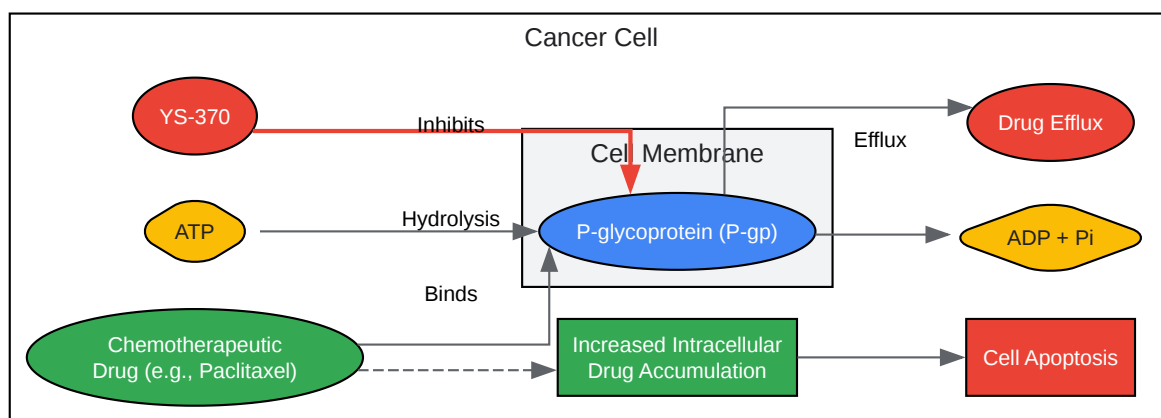 Cancer Cell
YS-370
Inhibits
Drug Efflux
Efflux
Cell Membrane
ATP
Hydrolysis
P-glycoprotein (P-gp)
ADP + Pi
Binds
Chemotherapeutic
Drug (e.g., Paclitaxel)
Increased Intracellular
Drug Accumulation
Cell Apoptosis